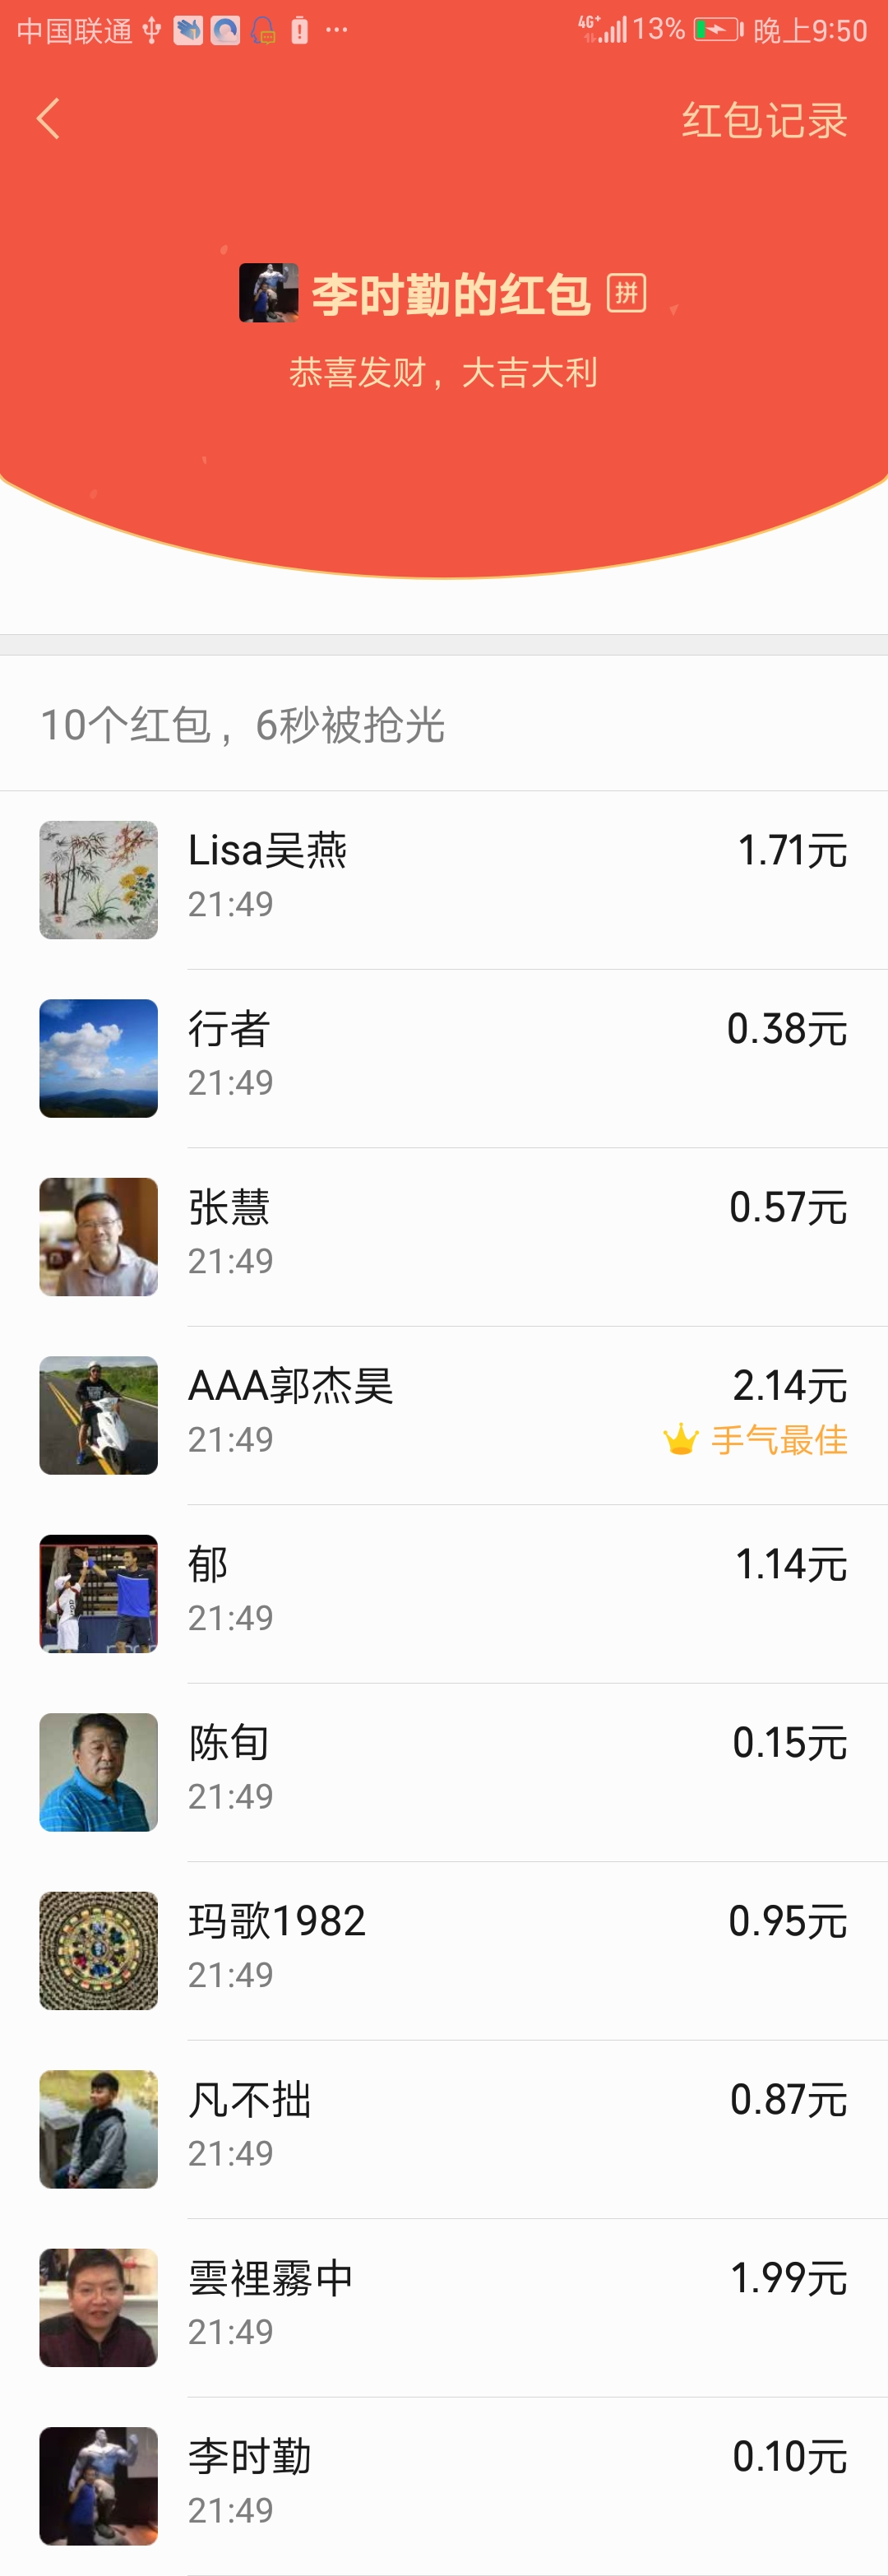 中国联通 4G+ 13% 晚上9:50
红包记录
李时勤的红包 拼
恭喜发财，大吉大利
10个红包，6秒被抢光
Lisa吴燕 1.71元
21:49
行者 0.38元
21:49
张慧 0.57元
21:49
AAA郭杰昊 2.14元
21:49 手气最佳
郁 1.14元
21:49
陈旬 0.15元
21:49
玛歌1982 0.95元
21:49
凡不拙 0.87元
21:49
雲裡霧中 1.99元
21:49
李时勤 0.10元
21:49